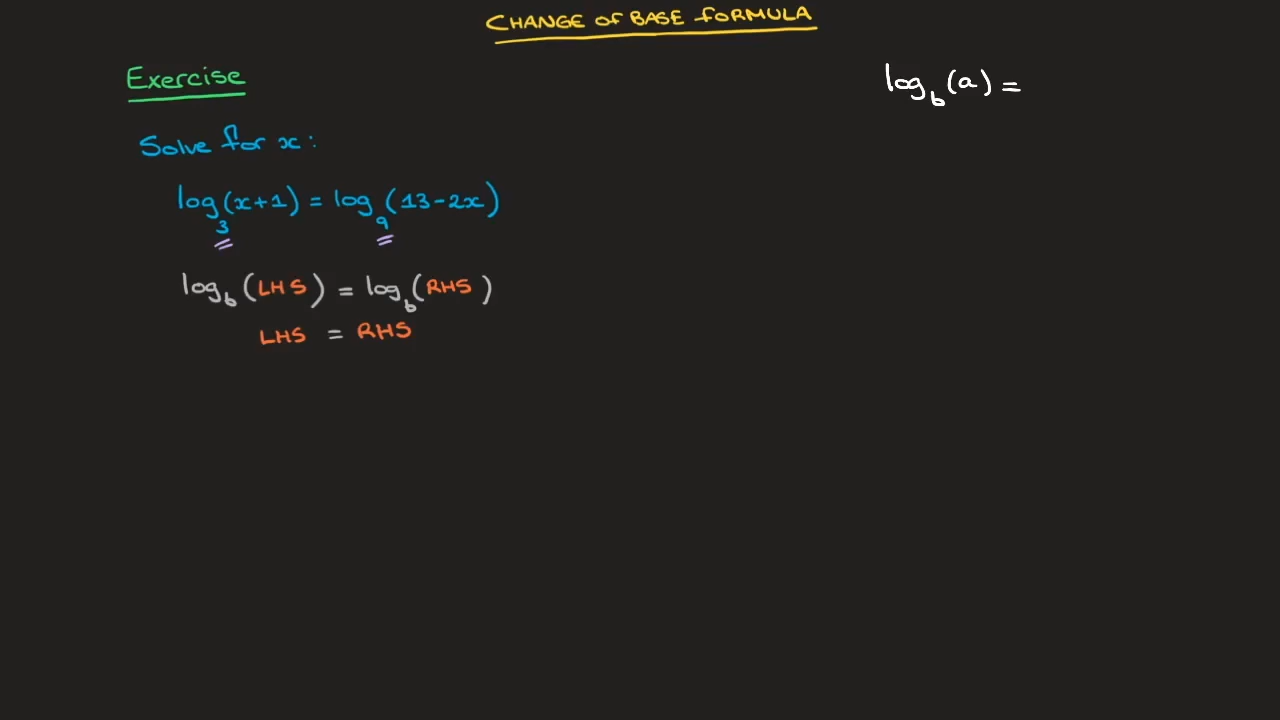 CHANGE OF BASE FORMULA
Exercise
log_b(a) =
Solve for x:
log_3(x+1) = log_9(13-2x)
log_b(LHS) = log_b(RHS)
LHS = RHS